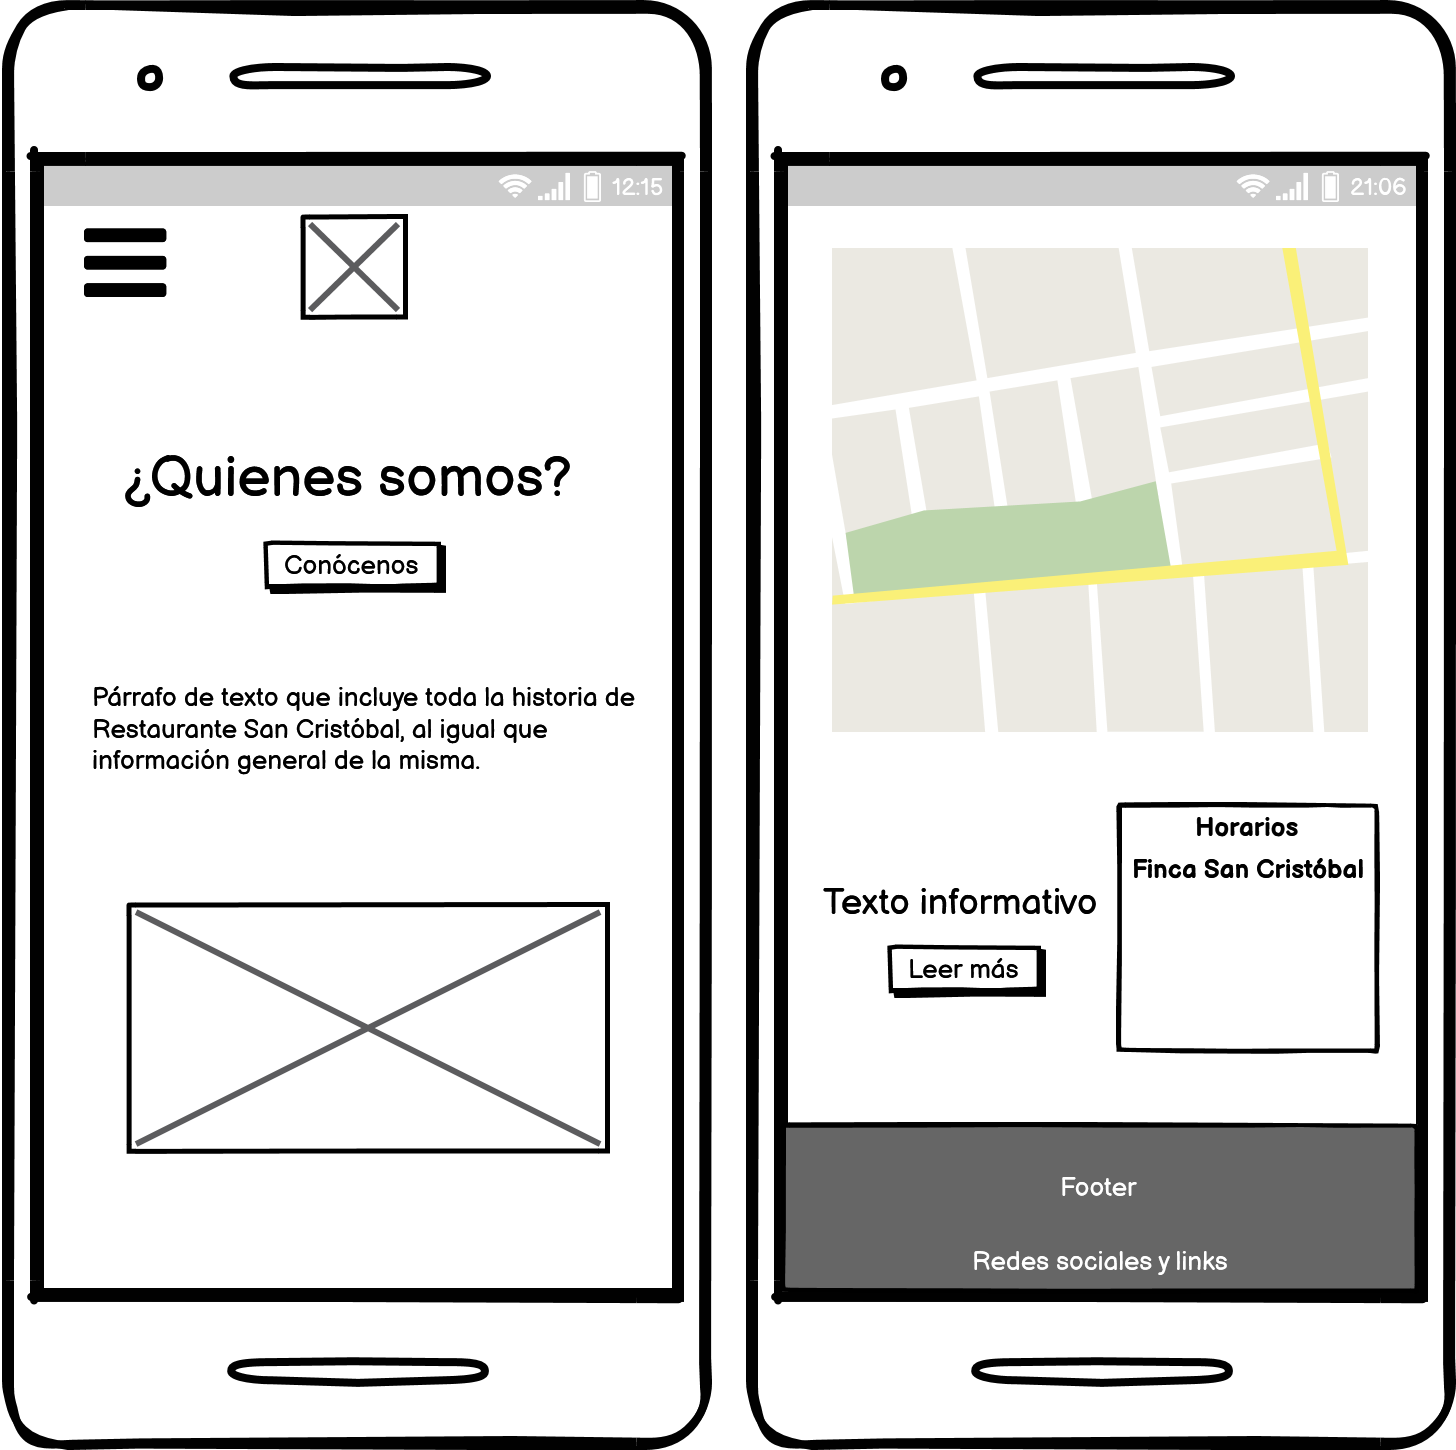 12:15
¿Quienes somos?
Conócenos
Párrafo de texto que incluye toda la historia de
Restaurante San Cristóbal, al igual que
información general de la misma.
21:06
Horarios
Finca San Cristóbal
Texto informativo
Leer más
Footer
Redes sociales y links